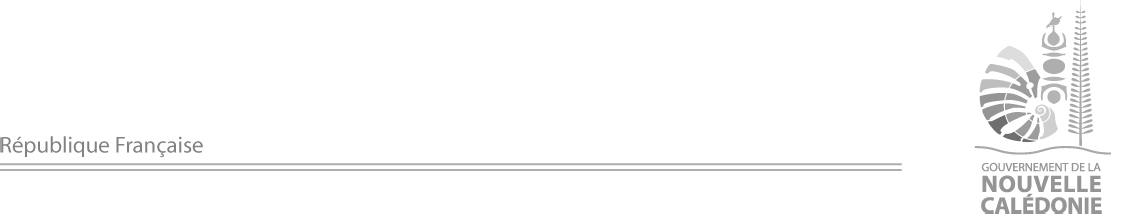 République Française
GOUVERNEMENT DE LA
NOUVELLE
CALÉDONIE